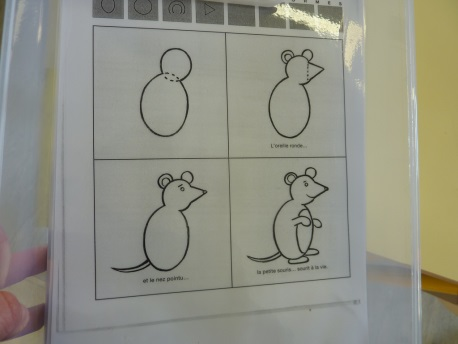 L'oreille ronde...
et le nez pointu...
la petite souris... sourit à la vie.